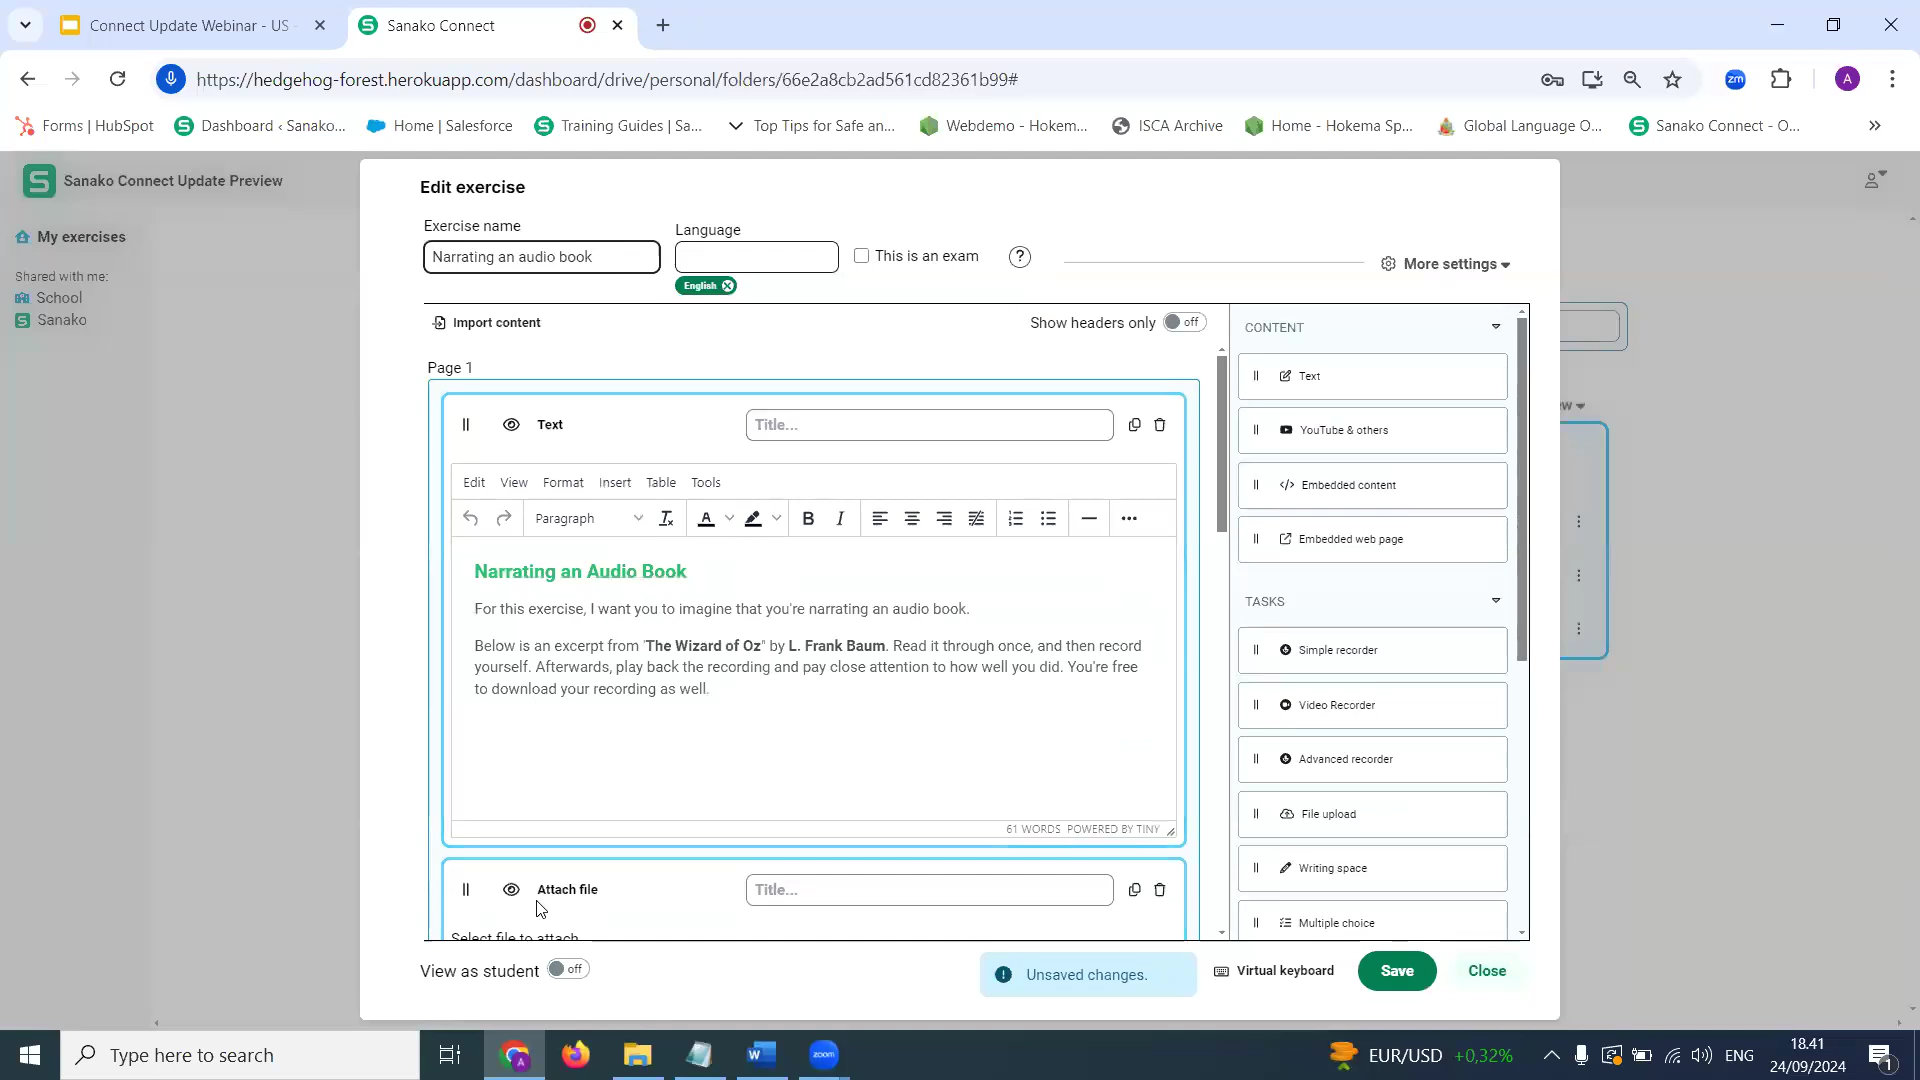 Connect Update Webinar - US -
Sanako Connect
https://hedgehog-forest.herokuapp.com/dashboard/drive/personal/folders/66e2a8cb2ad561cd82361b99#
zm
A
Forms | HubSpot
Dashboard ‹ Sanako...
Home | Salesforce
Training Guides | Sa...
Top Tips for Safe an...
Webdemo - Hokem...
ISCA Archive
Home - Hokema Sp...
Global Language O...
Sanako Connect - O...
»
S
Sanako Connect Update Preview
My exercises
Shared with me:
School
Sanako
Edit exercise
Exercise name
Narrating an audio book
Language
English
This is an exam
?
More settings
Import content
Show headers only
off
Page 1
Text
Title...
Edit View Format Insert Table Tools
Paragraph
A
B
I
Narrating an Audio Book
For this exercise, I want you to imagine that you're narrating an audio book.
Below is an excerpt from "The Wizard of Oz" by L. Frank Baum. Read it through once, and then record
yourself. Afterwards, play back the recording and pay close attention to how well you did. You're free
to download your recording as well.
61 WORDS POWERED BY TINY
Attach file
Title...
Select file to attach
CONTENT
Text
YouTube & others
Embedded content
Embedded web page
TASKS
Simple recorder
Video Recorder
Advanced recorder
File upload
Writing space
Multiple choice
View as student
off
Unsaved changes.
Virtual keyboard
Save
Close
Type here to search
zoom
EUR/USD +0,32%
ENG
18.41
24/09/2024
1